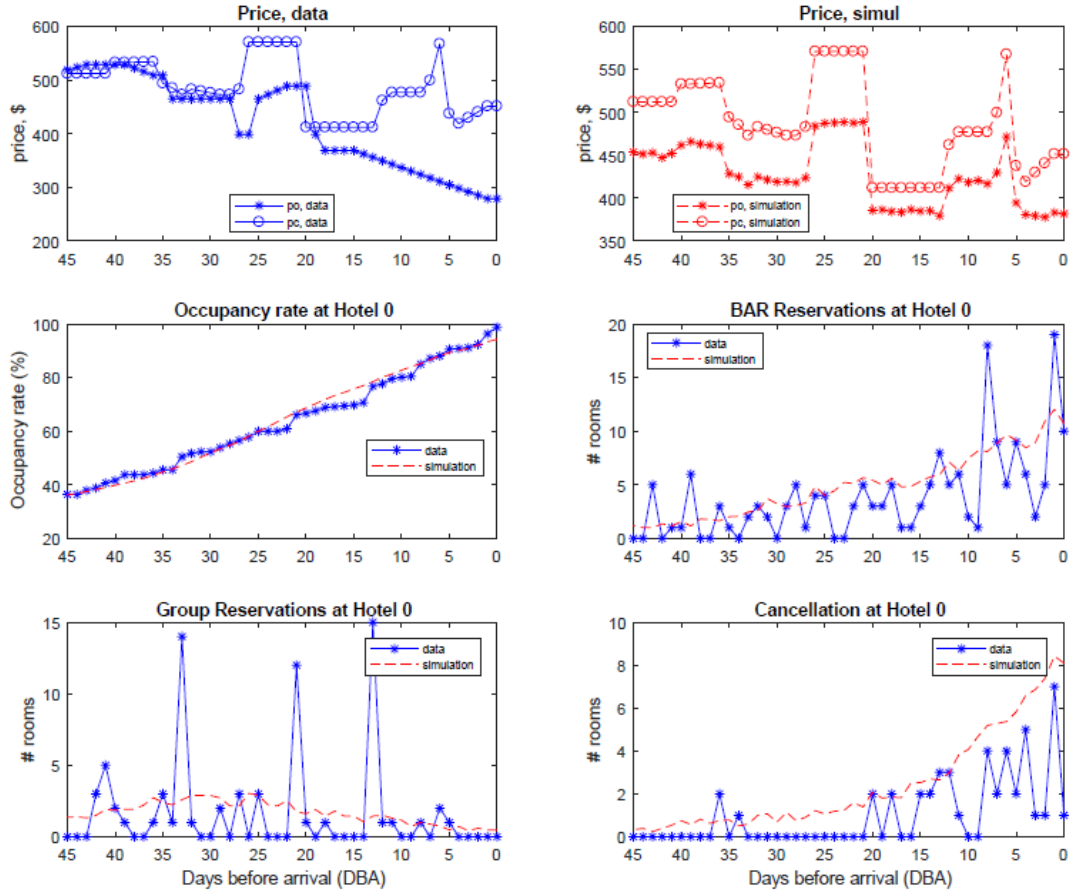 Price, data
price, $
600
500
400
300
200
po, data
pc, data
45 40 35 30 25 20 15 10 5 0
Price, simul
price, $
600
550
500
450
400
350
po, simulation
pc, simulation
45 40 35 30 25 20 15 10 5 0
Occupancy rate at Hotel 0
Occupancy rate (%)
100
80
60
40
20
data
simulation
45 40 35 30 25 20 15 10 5 0
BAR Reservations at Hotel 0
# rooms
20
15
10
5
0
data
simulation
45 40 35 30 25 20 15 10 5 0
Group Reservations at Hotel 0
# rooms
15
10
5
0
data
simulation
45 40 35 30 25 20 15 10 5 0
Days before arrival (DBA)
Cancellation at Hotel 0
# rooms
10
8
6
4
2
0
data
simulation
45 40 35 30 25 20 15 10 5 0
Days before arrival (DBA)